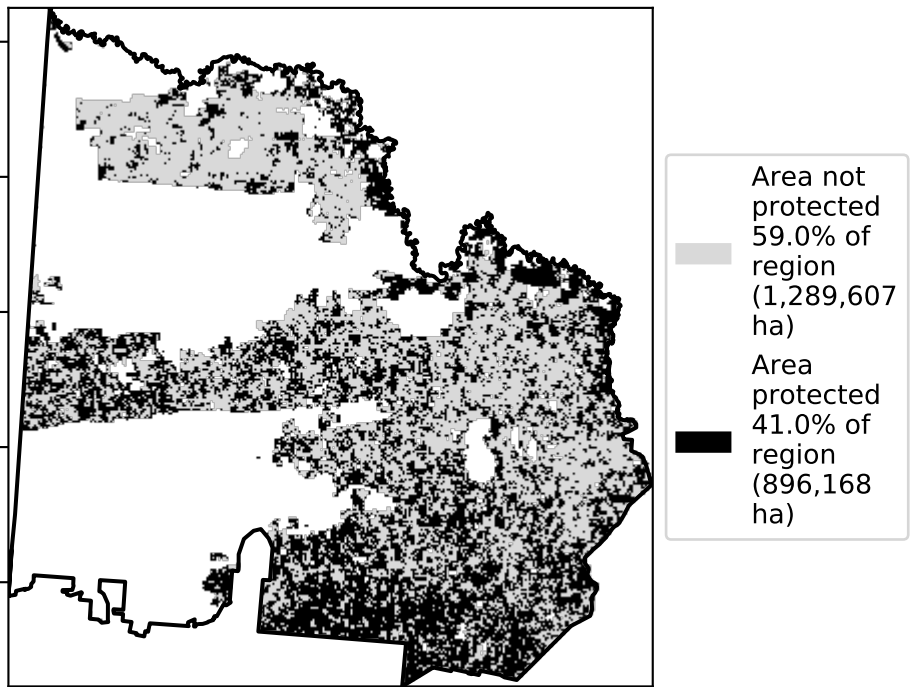 Area not
protected
59.0% of
region
(1,289,607
ha)
Area
protected
41.0% of
region
(896,168
ha)